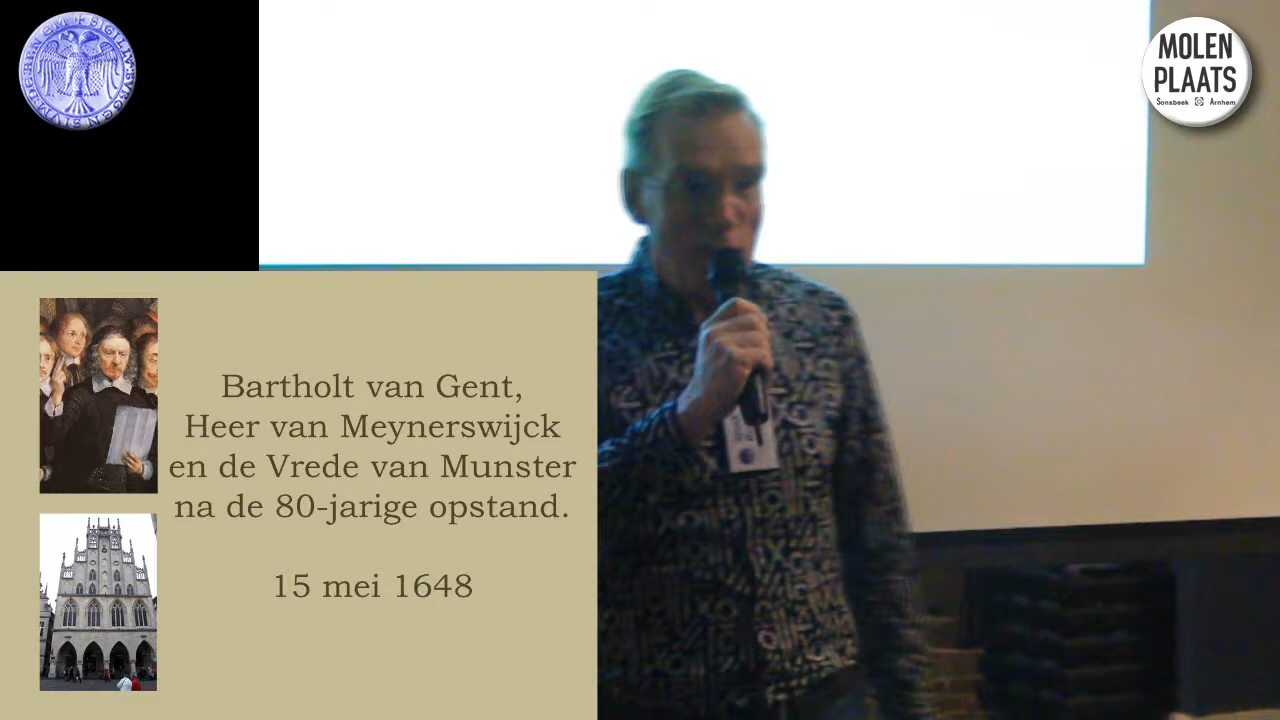 MOLEN
PLAATS
Sonsbeek Arnhem
Bartholt van Gent,
Heer van Meynerswijck
en de Vrede van Munster
na de 80-jarige opstand.
15 mei 1648